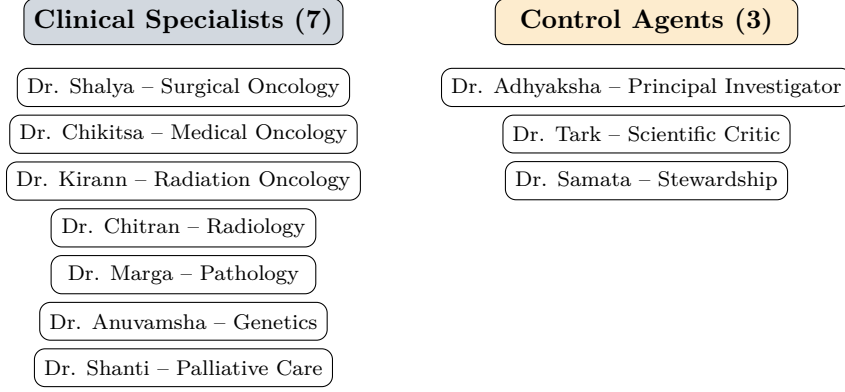 Clinical Specialists (7)
Dr. Shalya – Surgical Oncology
Dr. Chikitsa – Medical Oncology
Dr. Kirann – Radiation Oncology
Dr. Chitran – Radiology
Dr. Marga – Pathology
Dr. Anuvamsha – Genetics
Dr. Shanti – Palliative Care
Control Agents (3)
Dr. Adhyaksha – Principal Investigator
Dr. Tark – Scientific Critic
Dr. Samata – Stewardship